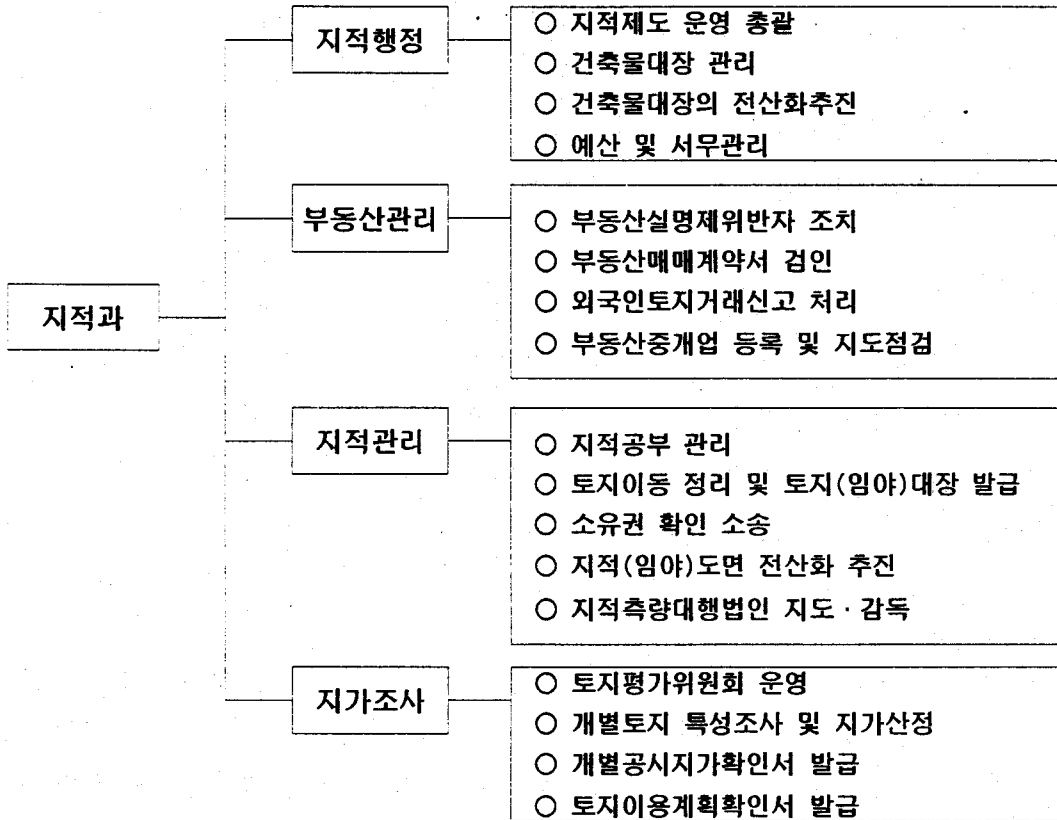 지적과
지적행정
○ 지적제도 운영 총괄
○ 건축물대장 관리
○ 건축물대장의 전산화추진
○ 예산 및 서무관리
부동산관리
○ 부동산실명제위반자 조치
○ 부동산매매계약서 검인
○ 외국인토지거래신고 처리
○ 부동산중개업 등록 및 지도점검
지적관리
○ 지적공부 관리
○ 토지이동 정리 및 토지(임야)대장 발급
○ 소유권 확인 소송
○ 지적(임야)도면 전산화 추진
○ 지적측량대행법인 지도·감독
지가조사
○ 토지평가위원회 운영
○ 개별토지 특성조사 및 지가산정
○ 개별공시지가확인서 발급
○ 토지이용계획확인서 발급